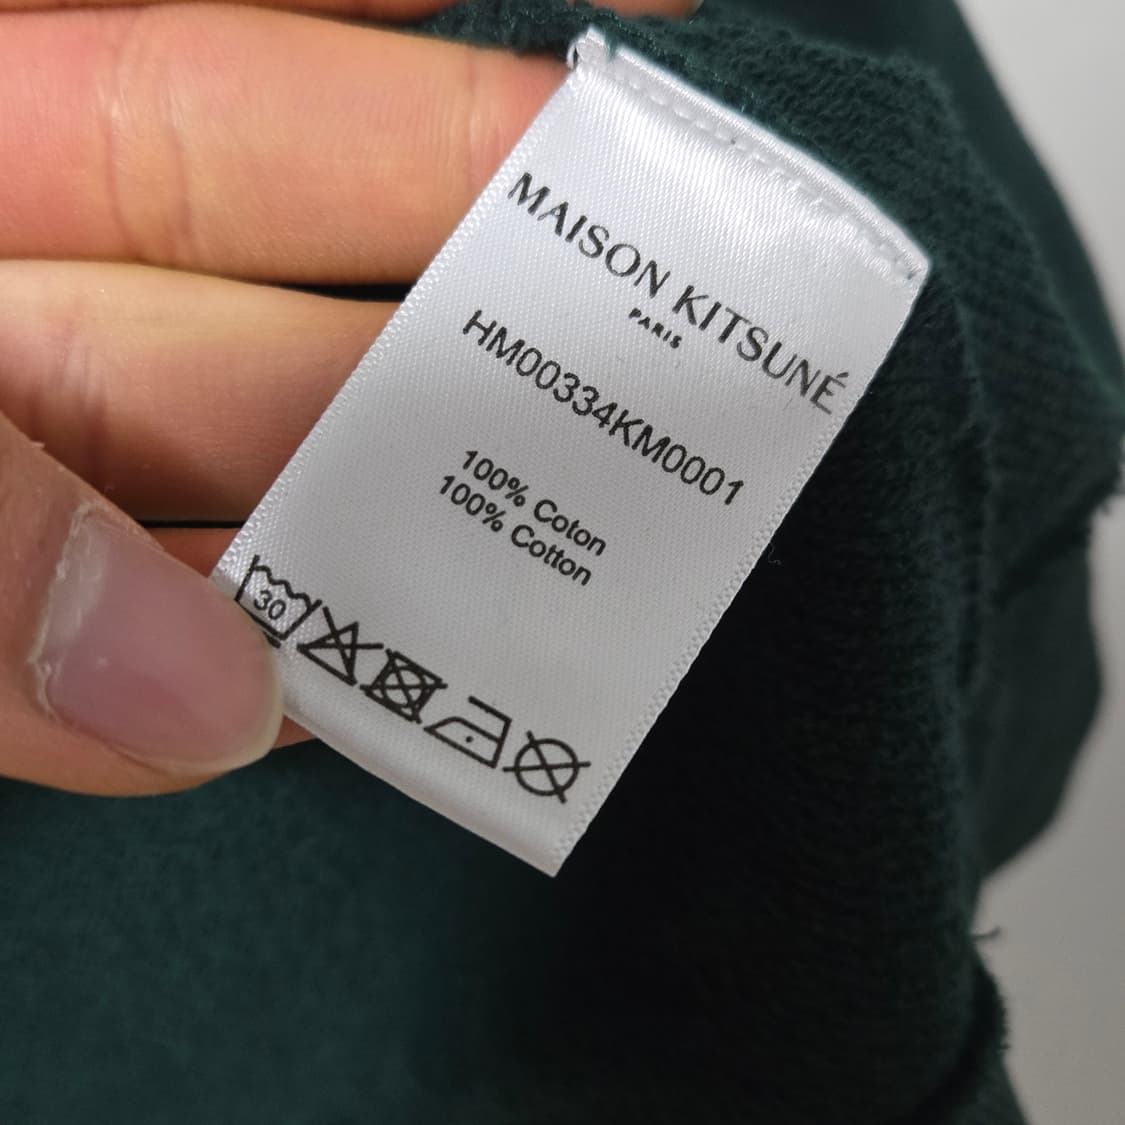 MAISON KITSUNÉ
PARIS
HM00334KM0001
100% Coton
100% Cotton
30